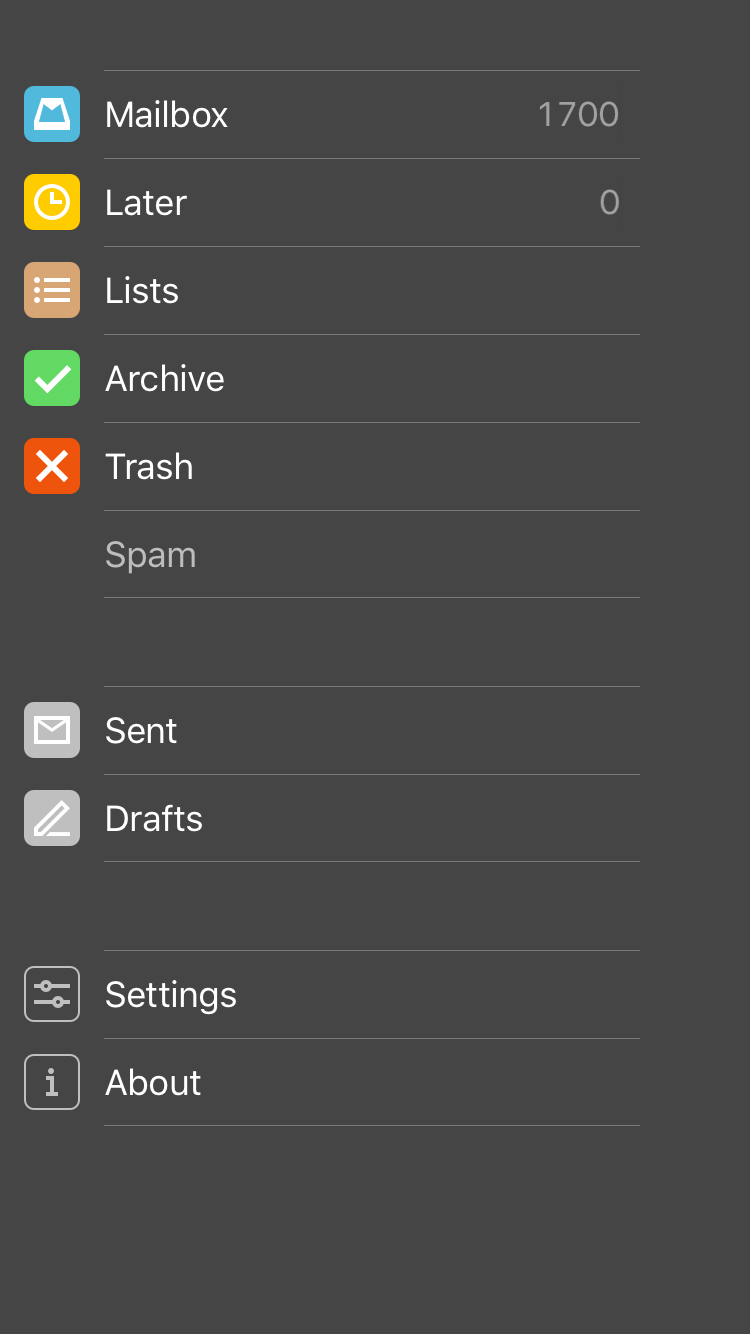 Mailbox 1700
Later 0
Lists
Archive
Trash
Spam
Sent
Drafts
Settings
About